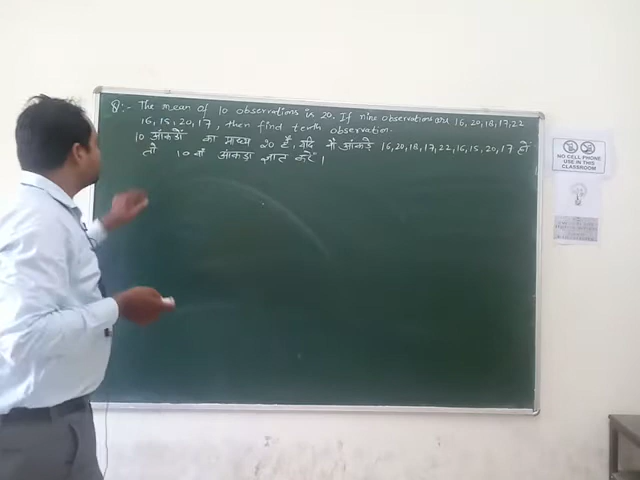 Q:- The mean of 10 observations is 20. If nine observations are 16, 20, 18, 17, 22
16, 15, 20, 17, then find tenth observation.
10 आंकडों का माध्य 20 है, यदि नौ आंकड़े 16, 20, 18, 17, 22, 16, 15, 20, 17 हों
तो 10 वाँ आंकड़ा ज्ञात करें ।
NO CELL PHONE
USE IN THIS
CLASSROOM